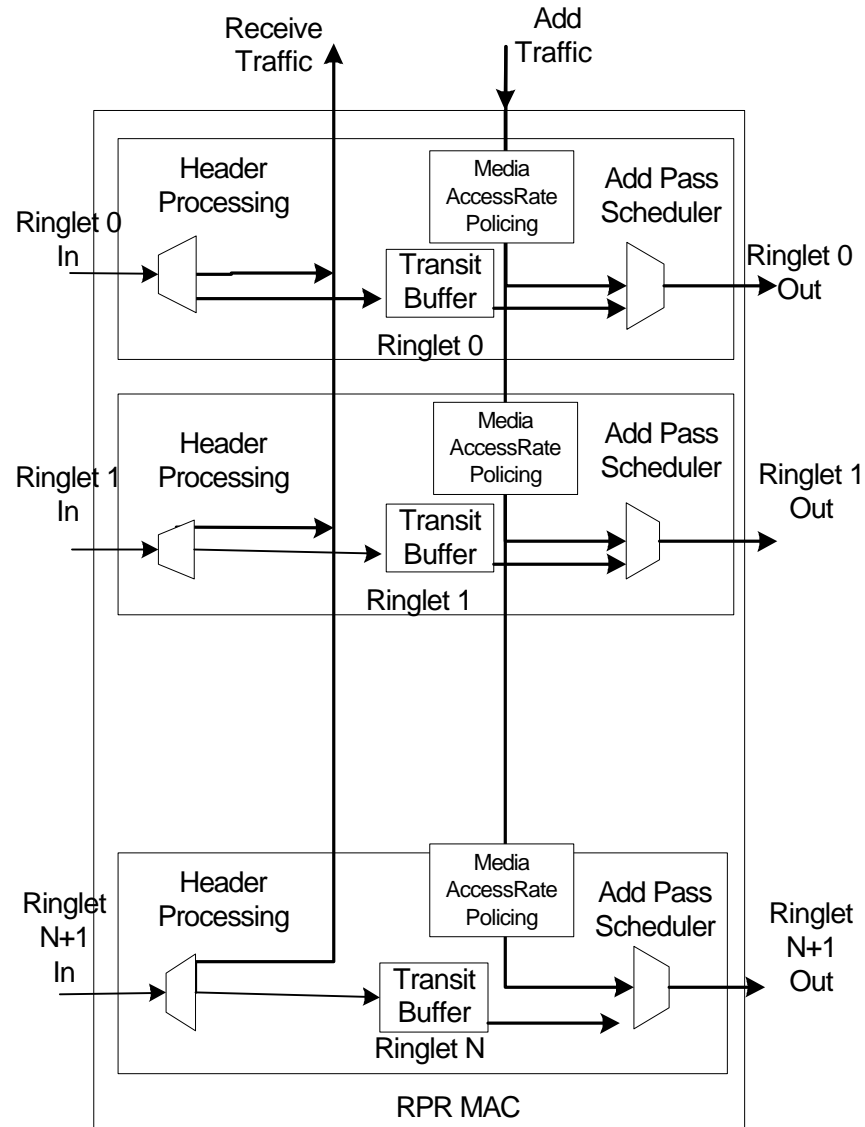 Receive
Traffic
Add
Traffic
Header
Processing
Media
AccessRate
Policing
Add Pass
Scheduler
Ringlet 0
In
Transit
Buffer
Ringlet 0
Out
Ringlet 0
Header
Processing
Media
AccessRate
Policing
Add Pass
Scheduler
Ringlet 1
In
Transit
Buffer
Ringlet 1
Out
Ringlet 1
Header
Processing
Media
AccessRate
Policing
Add Pass
Scheduler
Ringlet
N+1
In
Transit
Buffer
Ringlet
N+1
Out
Ringlet N
RPR MAC